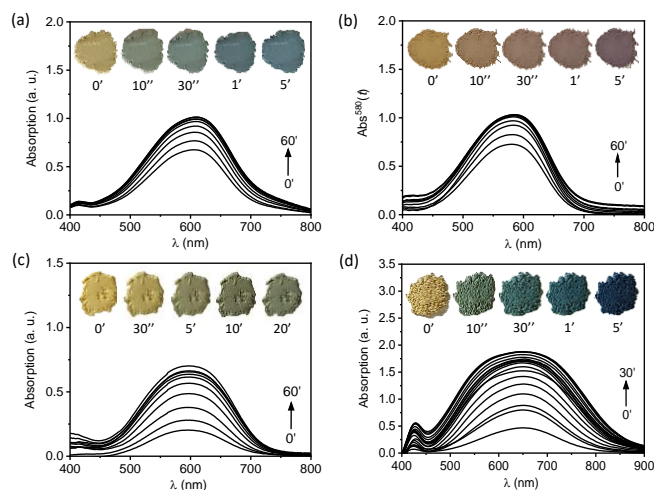 (a)
2.0
1.5
1.0
0.5
0.0
Absorption (a. u.)
0’ 10’’ 30’’ 1’ 5’
60’
0’
400 500 600 700 800
λ (nm)
(b)
2.0
1.5
1.0
0.5
0.0
Abs⁵⁸⁰(t)
0’ 10’’ 30’’ 1’ 5’
60’
0’
400 500 600 700 800
λ (nm)
(c)
1.5
1.0
0.5
0.0
Absorption (a. u.)
0’ 30’’ 5’ 10’ 20’
60’
0’
400 500 600 700 800
λ (nm)
(d)
3.5
3.0
2.5
2.0
1.5
1.0
0.5
0.0
Absorption (a. u.)
0’ 10’’ 30’’ 1’ 5’
30’
0’
400 500 600 700 800 900
λ (nm)